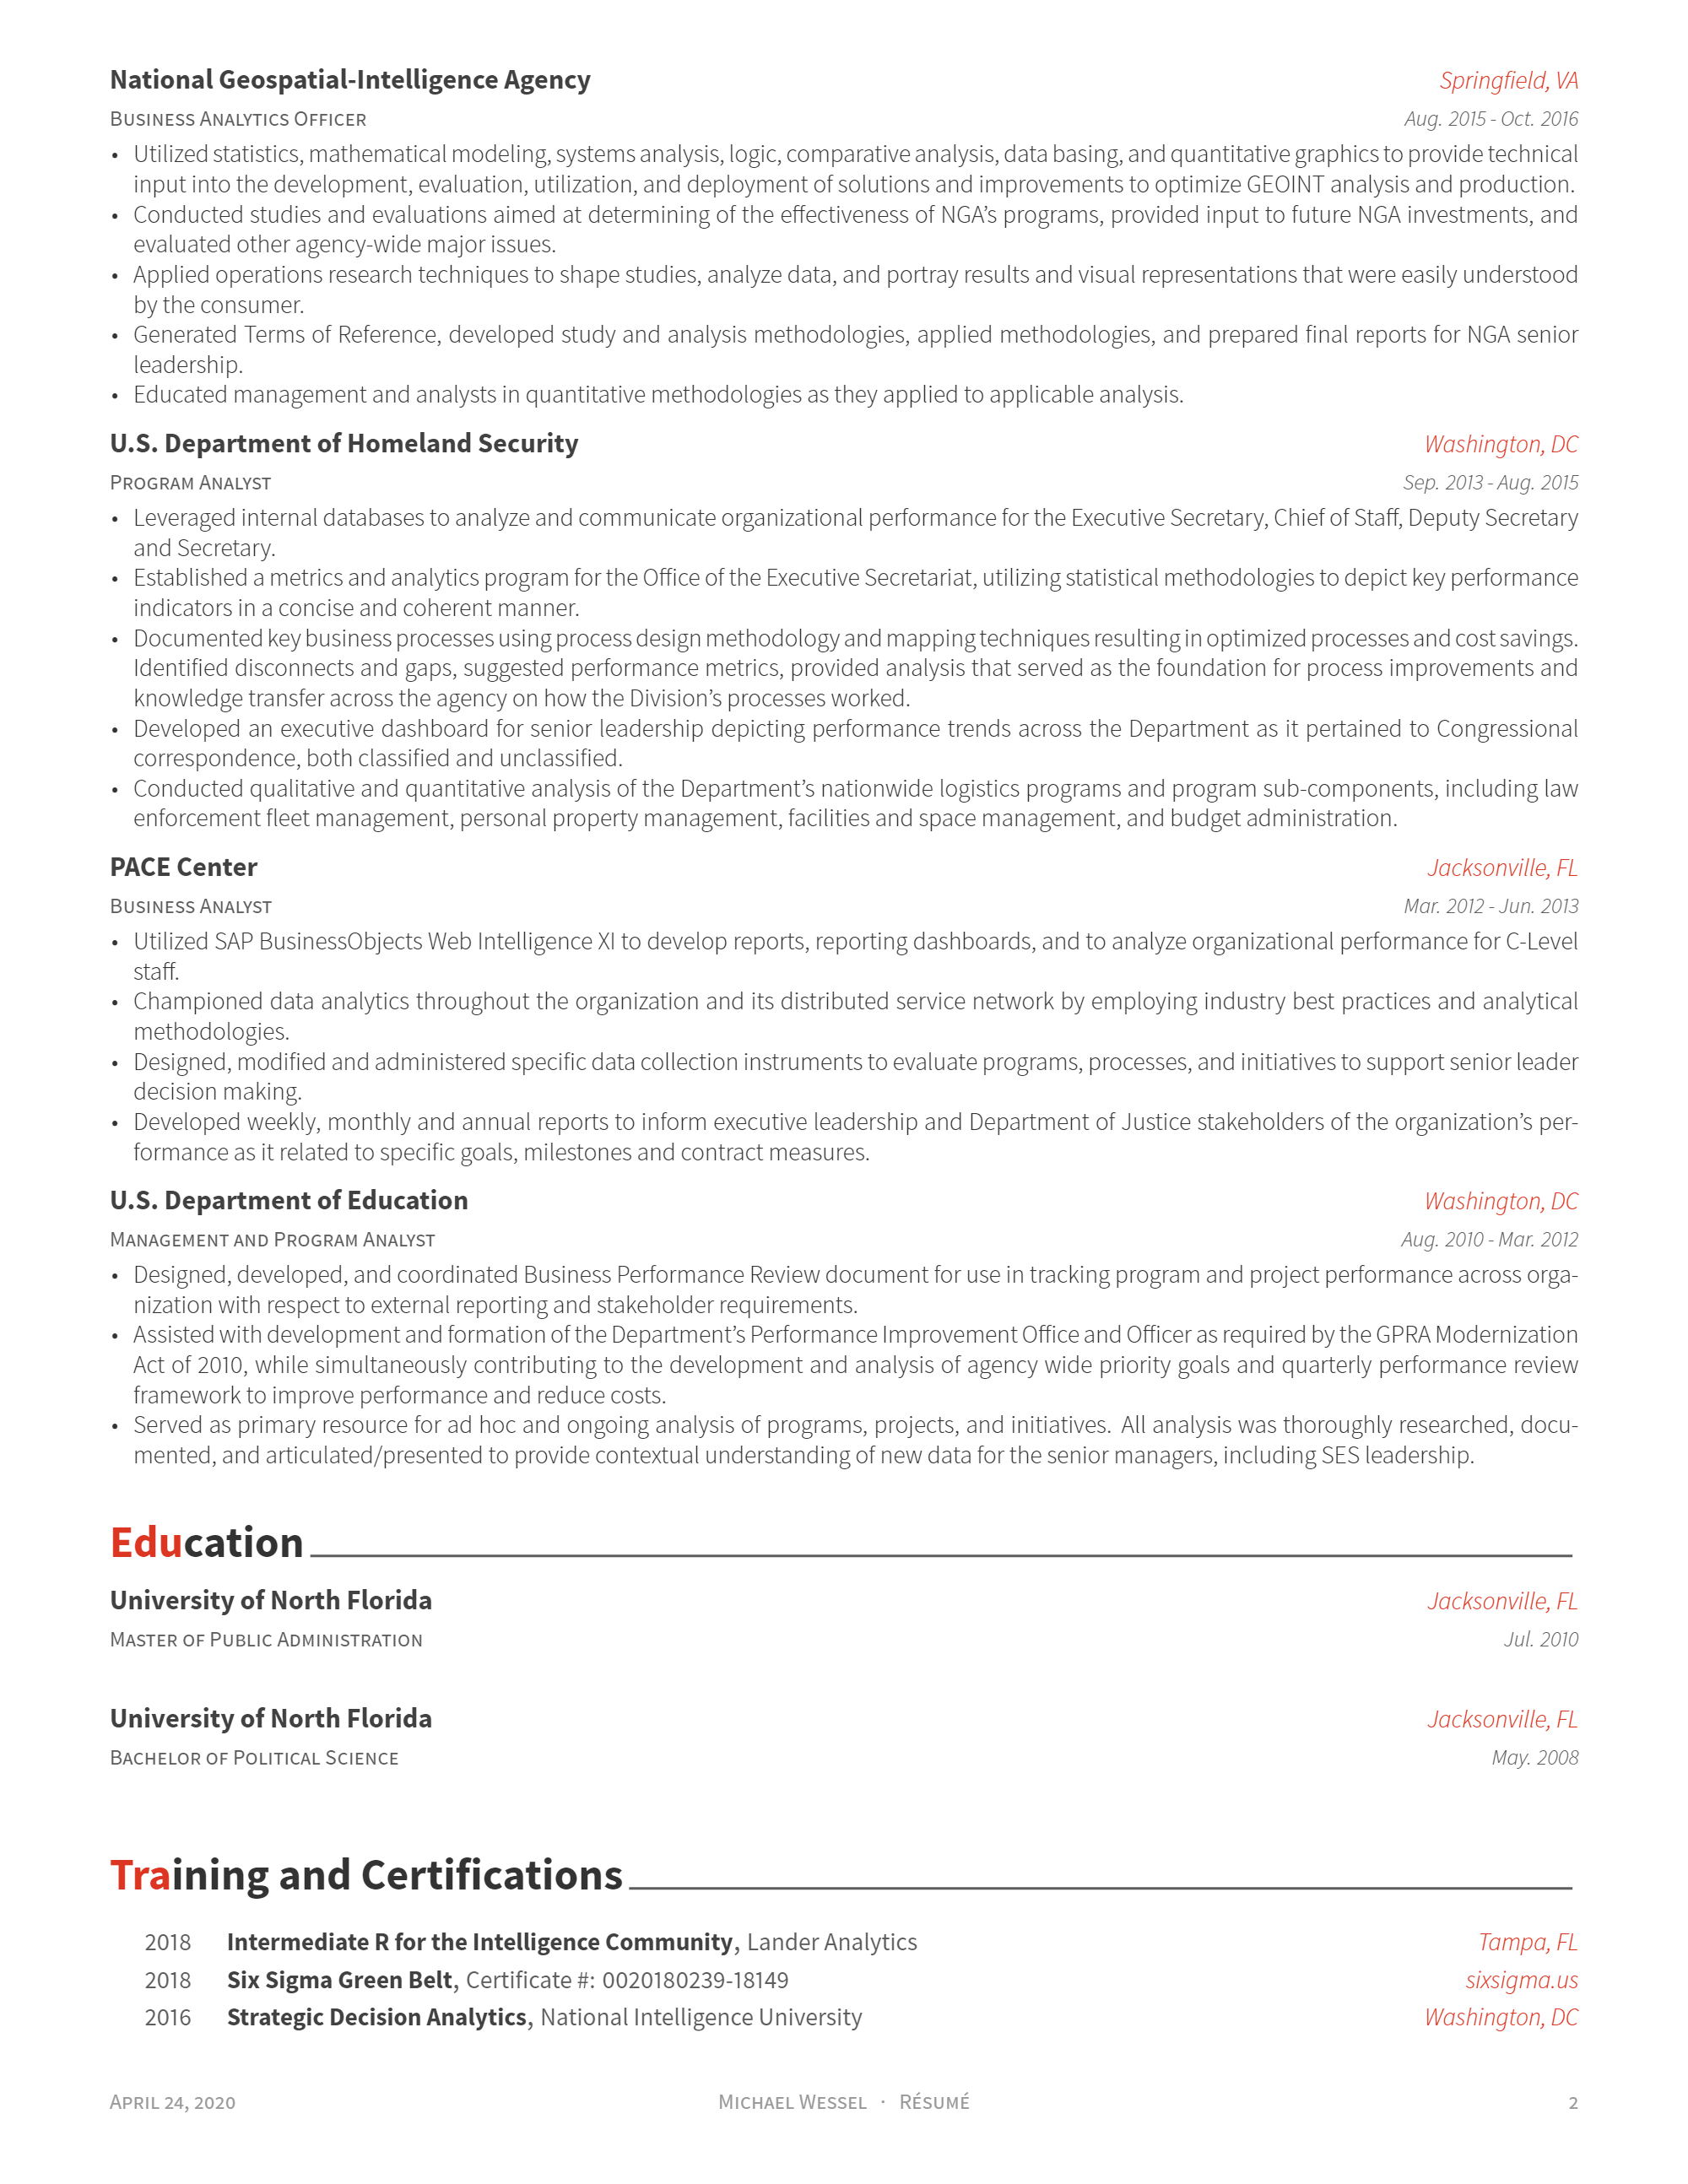 National Geospatial-Intelligence Agency Springfield, VA
Business Analytics Officer Aug. 2015 - Oct. 2016
• Utilized statistics, mathematical modeling, systems analysis, logic, comparative analysis, data basing, and quantitative graphics to provide technical
input into the development, evaluation, utilization, and deployment of solutions and improvements to optimize GEOINT analysis and production.
• Conducted studies and evaluations aimed at determining of the effectiveness of NGA’s programs, provided input to future NGA investments, and
evaluated other agency-wide major issues.
• Applied operations research techniques to shape studies, analyze data, and portray results and visual representations that were easily understood
by the consumer.
• Generated Terms of Reference, developed study and analysis methodologies, applied methodologies, and prepared final reports for NGA senior
leadership.
• Educated management and analysts in quantitative methodologies as they applied to applicable analysis.
U.S. Department of Homeland Security Washington, DC
Program Analyst Sep. 2013 - Aug. 2015
• Leveraged internal databases to analyze and communicate organizational performance for the Executive Secretary, Chief of Staff, Deputy Secretary
and Secretary.
• Established a metrics and analytics program for the Office of the Executive Secretariat, utilizing statistical methodologies to depict key performance
indicators in a concise and coherent manner.
• Documented key business processes using process design methodology and mapping techniques resulting in optimized processes and cost savings.
Identified disconnects and gaps, suggested performance metrics, provided analysis that served as the foundation for process improvements and
knowledge transfer across the agency on how the Division’s processes worked.
• Developed an executive dashboard for senior leadership depicting performance trends across the Department as it pertained to Congressional
correspondence, both classified and unclassified.
• Conducted qualitative and quantitative analysis of the Department’s nationwide logistics programs and program sub-components, including law
enforcement fleet management, personal property management, facilities and space management, and budget administration.
PACE Center Jacksonville, FL
Business Analyst Mar. 2012 - Jun. 2013
• Utilized SAP BusinessObjects Web Intelligence XI to develop reports, reporting dashboards, and to analyze organizational performance for C-Level
staff.
• Championed data analytics throughout the organization and its distributed service network by employing industry best practices and analytical
methodologies.
• Designed, modified and administered specific data collection instruments to evaluate programs, processes, and initiatives to support senior leader
decision making.
• Developed weekly, monthly and annual reports to inform executive leadership and Department of Justice stakeholders of the organization’s per-
formance as it related to specific goals, milestones and contract measures.
U.S. Department of Education Washington, DC
Management and Program Analyst Aug. 2010 - Mar. 2012
• Designed, developed, and coordinated Business Performance Review document for use in tracking program and project performance across orga-
nization with respect to external reporting and stakeholder requirements.
• Assisted with development and formation of the Department’s Performance Improvement Office and Officer as required by the GPRA Modernization
Act of 2010, while simultaneously contributing to the development and analysis of agency wide priority goals and quarterly performance review
framework to improve performance and reduce costs.
• Served as primary resource for ad hoc and ongoing analysis of programs, projects, and initiatives. All analysis was thoroughly researched, docu-
mented, and articulated/presented to provide contextual understanding of new data for the senior managers, including SES leadership.
Education
University of North Florida Jacksonville, FL
Master of Public Administration Jul. 2010
University of North Florida Jacksonville, FL
Bachelor of Political Science May. 2008
Training and Certifications
2018 Intermediate R for the Intelligence Community, Lander Analytics Tampa, FL
2018 Six Sigma Green Belt, Certificate #: 0020180239-18149 sixsigma.us
2016 Strategic Decision Analytics, National Intelligence University Washington, DC
April 24, 2020 Michael Wessel · Résumé 2